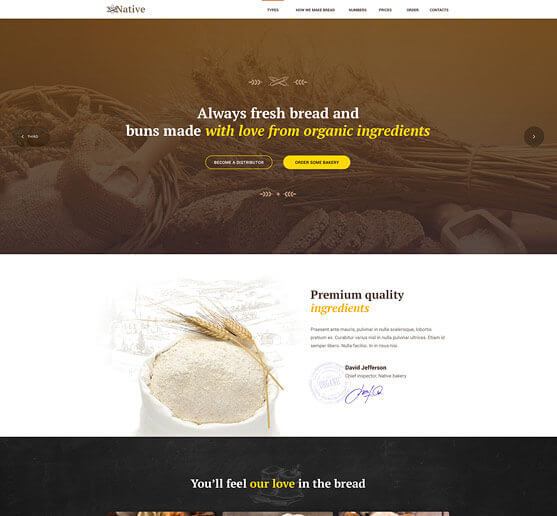 Native
TYPES
HOW WE MAKE BREAD
NUMBERS
PRICES
ORDER
CONTACTS
THIRD
Always fresh bread and
buns made with love from organic ingredients
BECOME A DISTRIBUTOR
ORDER SOME BAKERY
Premium quality
ingredients
Praesent ante mauris, pulvinar in nulla scelerisque, lobortis
pretium ex. Curabitur varius nisl in nulla pulvinar ultrices. Etiam id
semper libero. Nulla facilisi. In in risus nisi.
David Jefferson
Chief inspector, Native bakery
ORGANIC
You'll feel our love in the bread